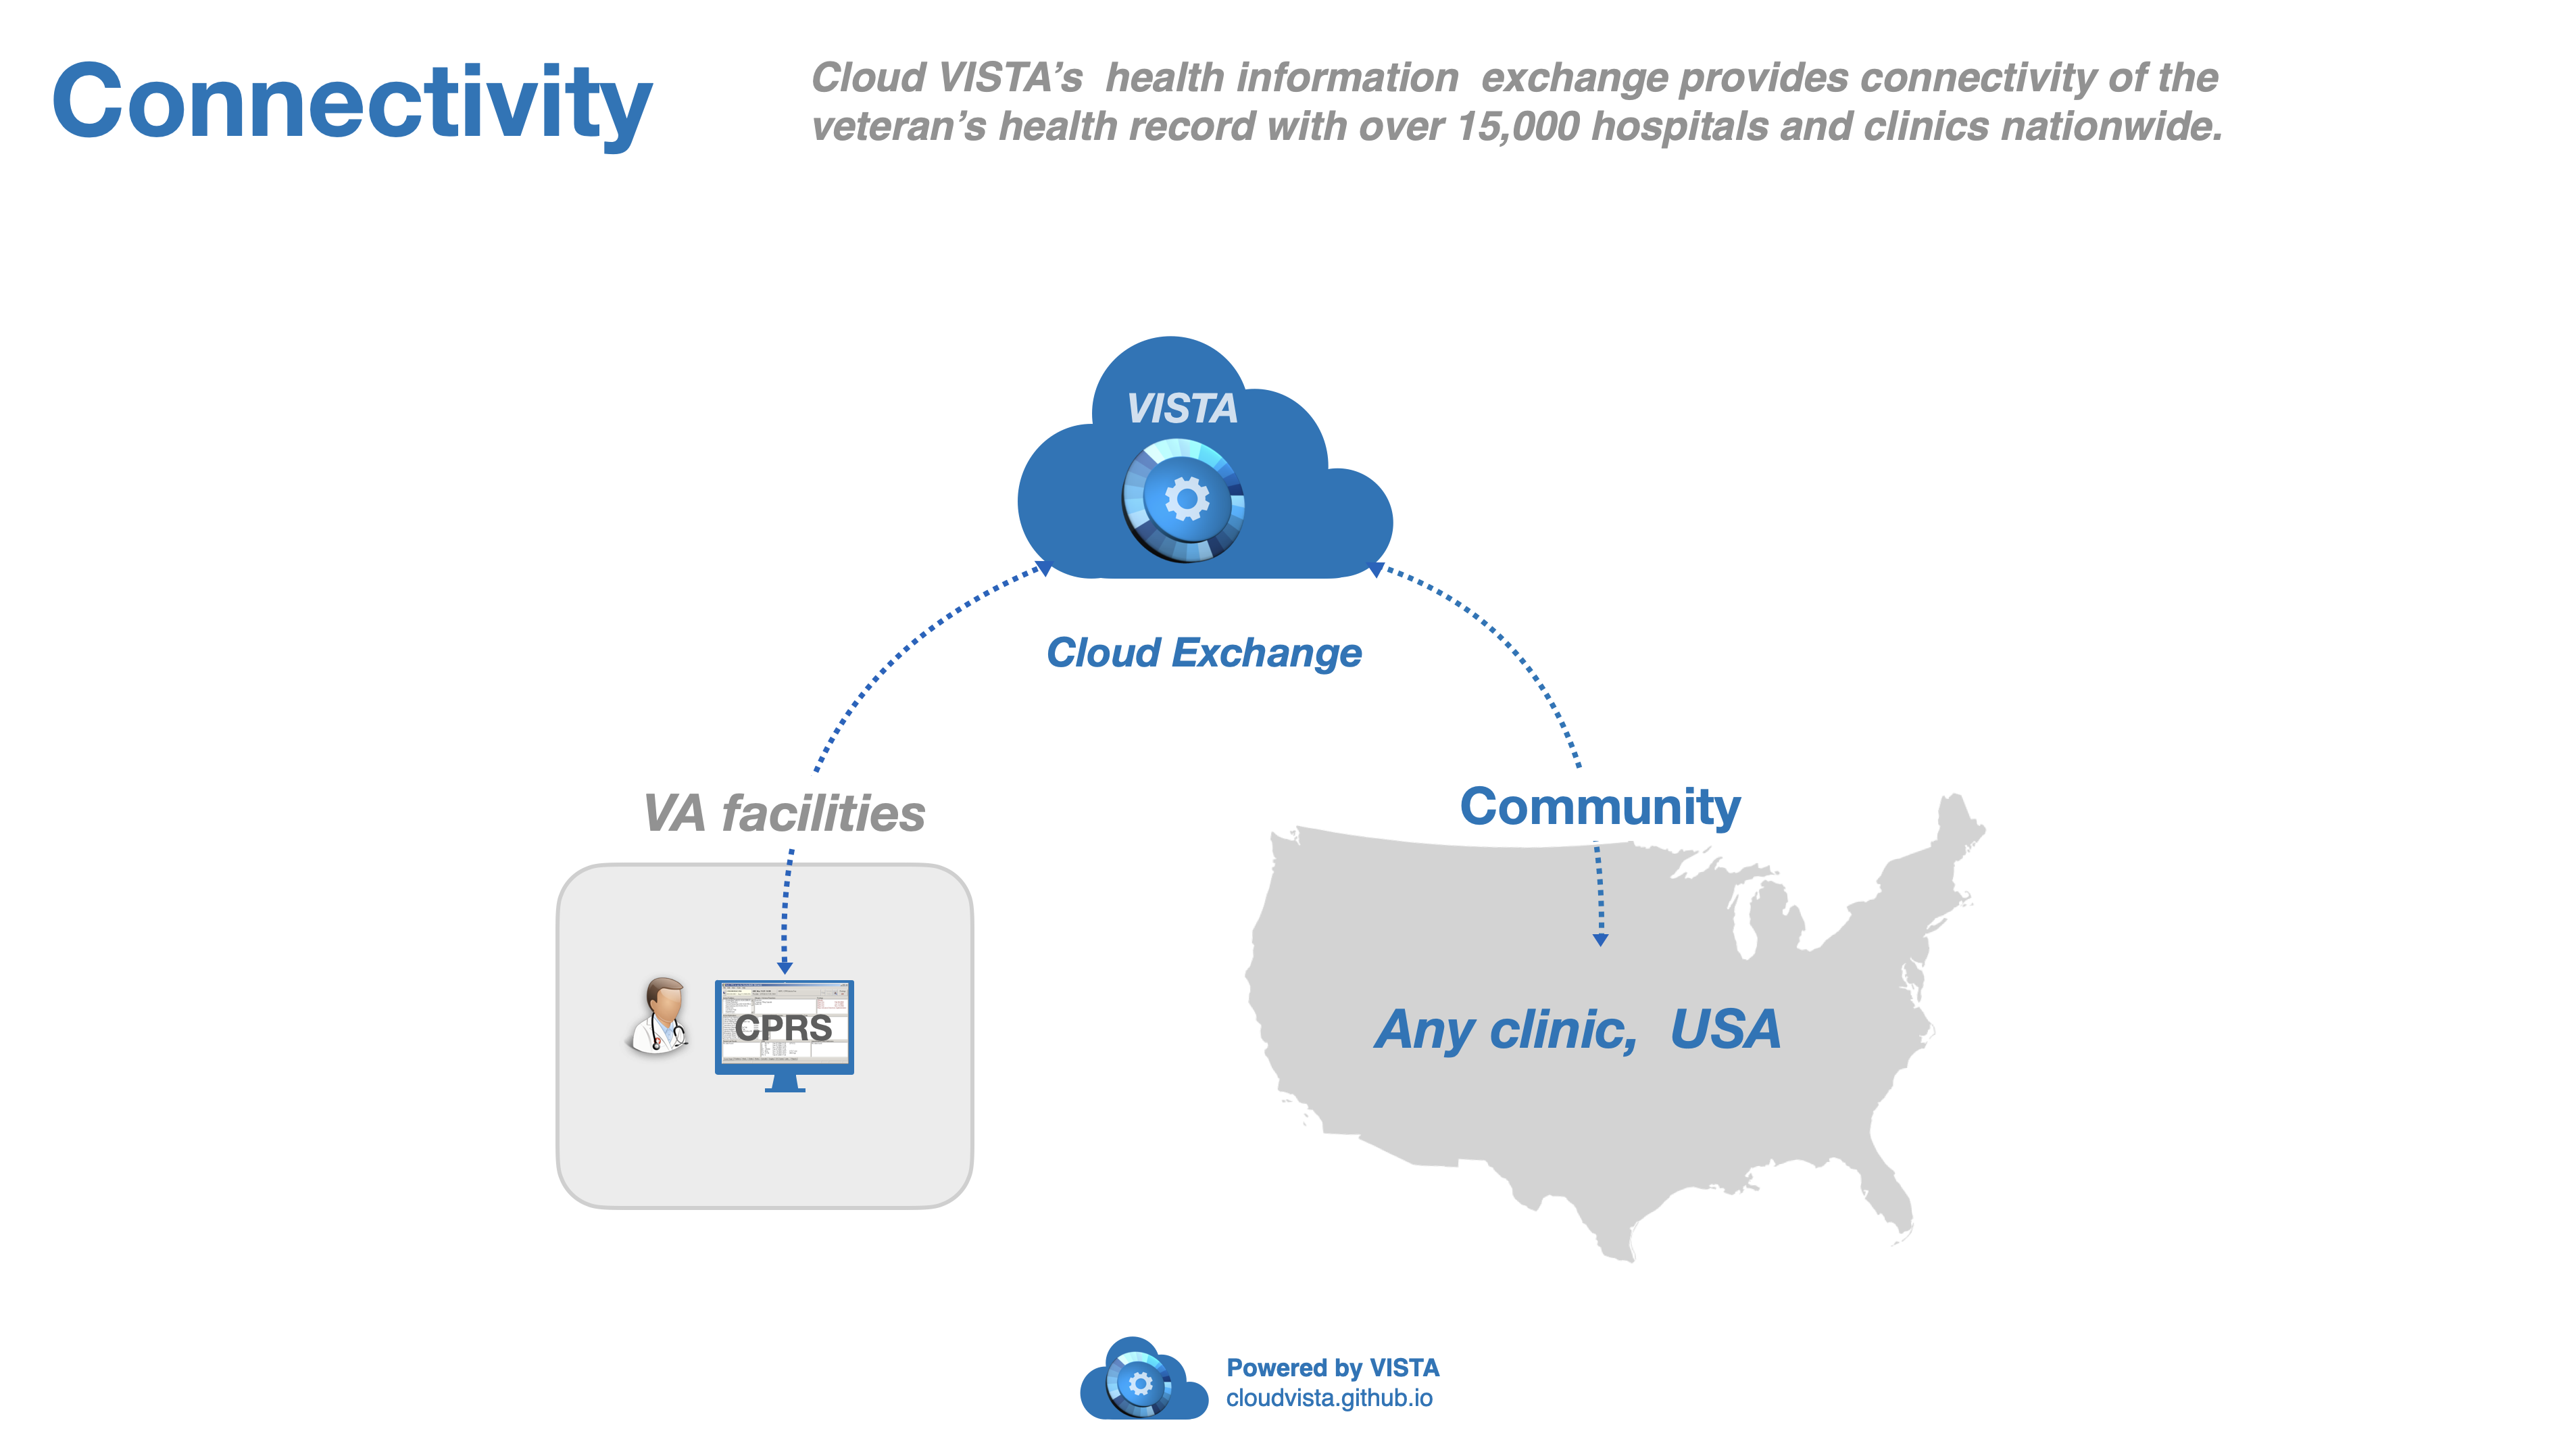 Connectivity
Cloud VISTA’s health information exchange provides connectivity of the
veteran’s health record with over 15,000 hospitals and clinics nationwide.
VISTA
Cloud Exchange
VA facilities
Community
CPRS
Any clinic, USA
Powered by VISTA
cloudvista.github.io